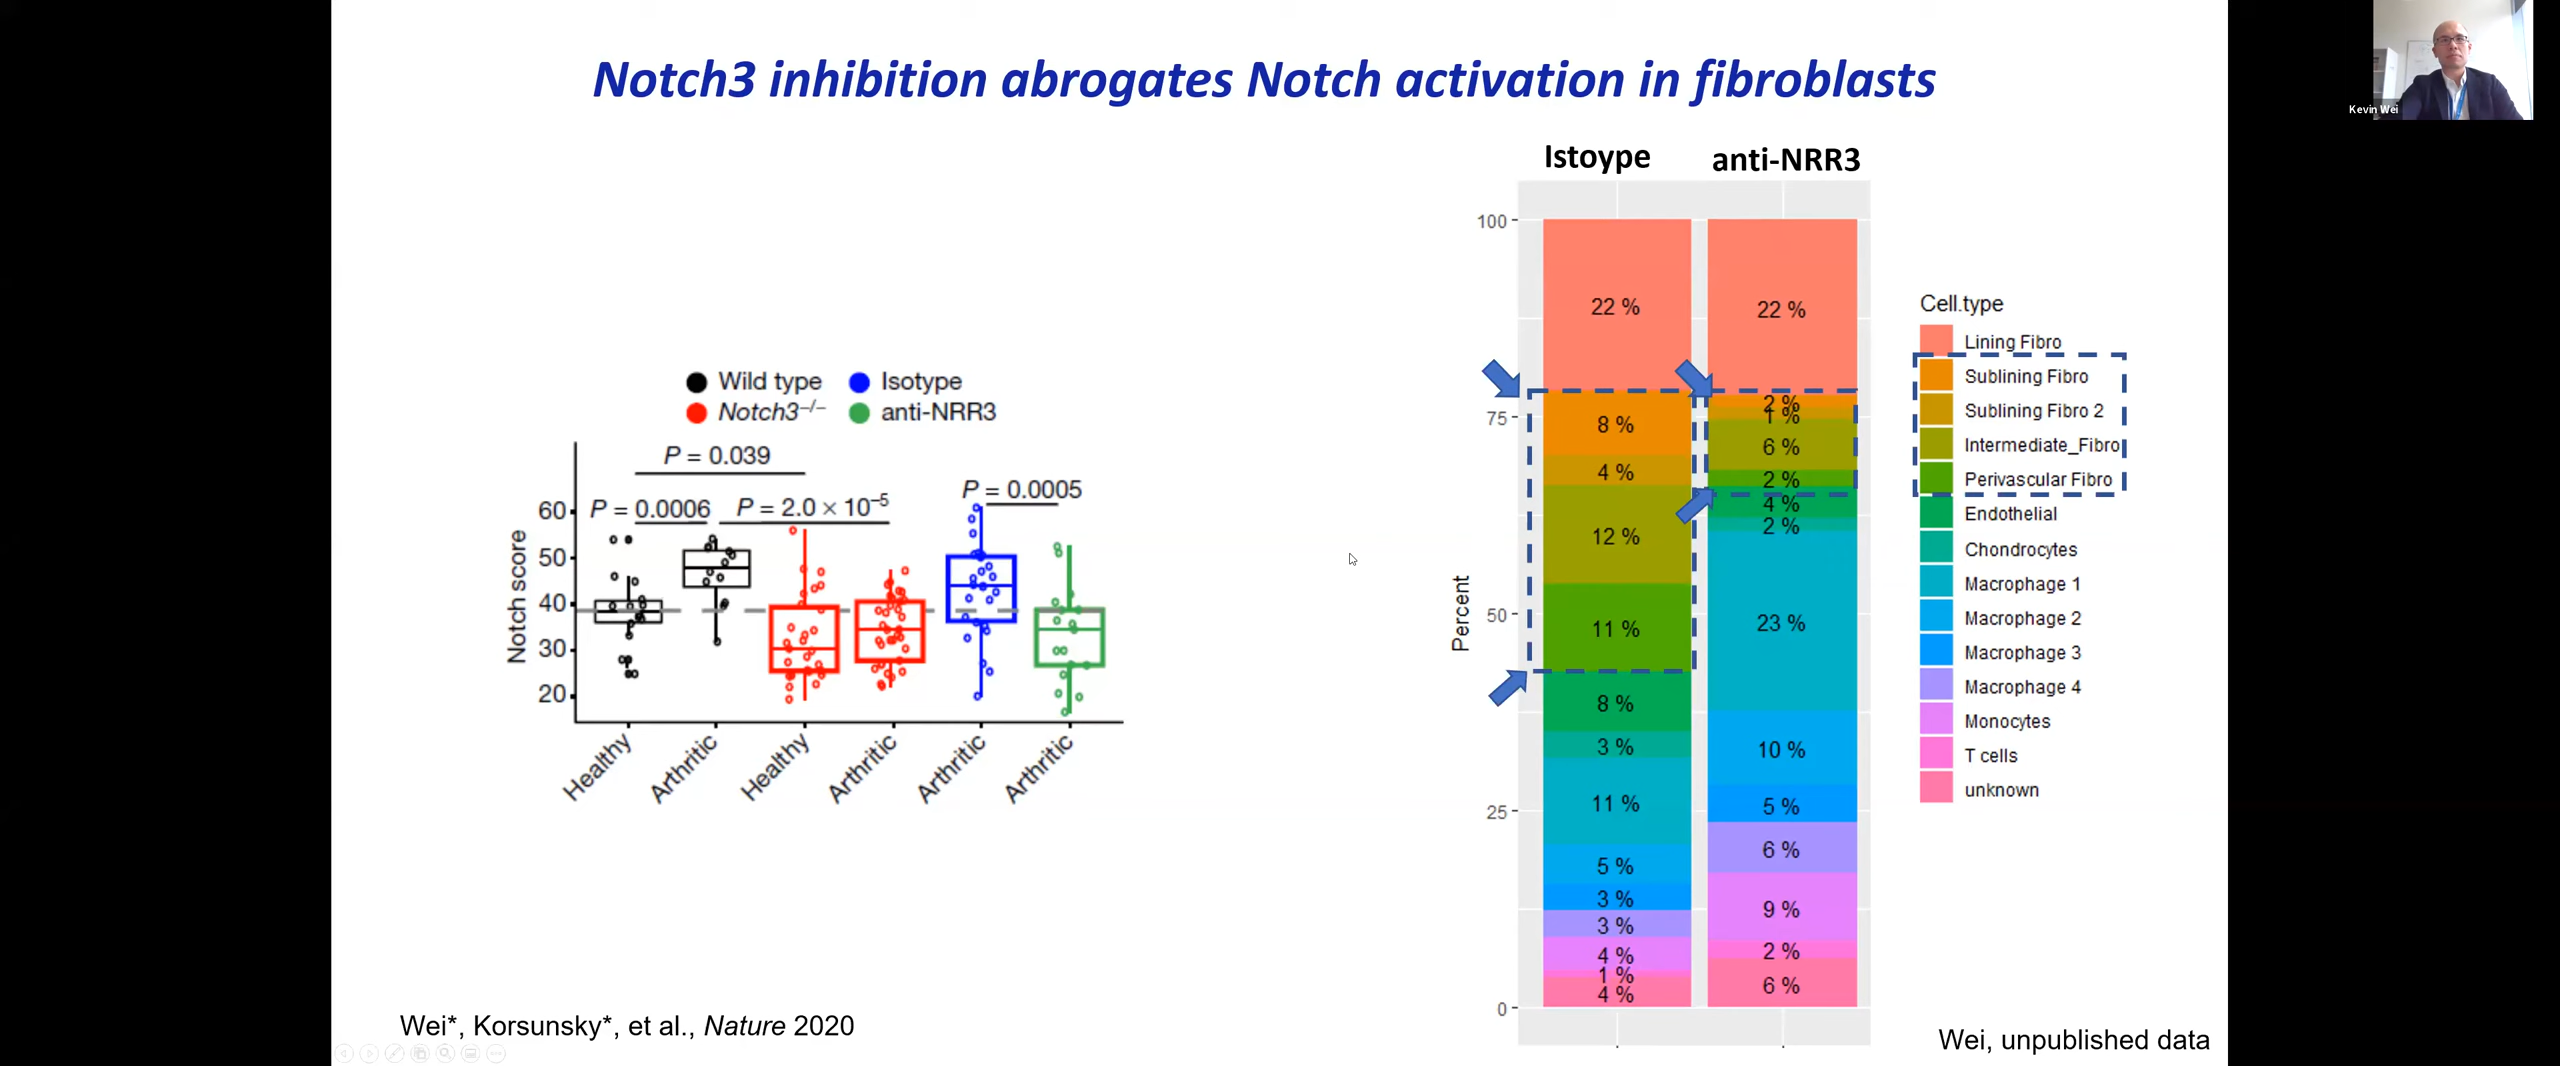 Notch3 inhibition abrogates Notch activation in fibroblasts
Kevin Wei
Wild type
Isotype
Notch3–/–
anti-NRR3
P = 0.039
P = 0.0006
P = 2.0 × 10–5
P = 0.0005
Notch score
60
50
40
30
20
Healthy
Arthritic
Healthy
Arthritic
Arthritic
Arthritic
Wei*, Korsunsky*, et al., Nature 2020
Istoype
anti-NRR3
Percent
100
75
50
25
0
22 %
8 %
4 %
12 %
11 %
8 %
3 %
11 %
5 %
3 %
3 %
4 %
1 %
4 %
22 %
2 %
1 %
6 %
2 %
4 %
2 %
23 %
10 %
5 %
6 %
9 %
2 %
6 %
Cell.type
Lining Fibro
Sublining Fibro
Sublining Fibro 2
Intermediate_Fibro
Perivascular Fibro
Endothelial
Chondrocytes
Macrophage 1
Macrophage 2
Macrophage 3
Macrophage 4
Monocytes
T cells
unknown
Wei, unpublished data